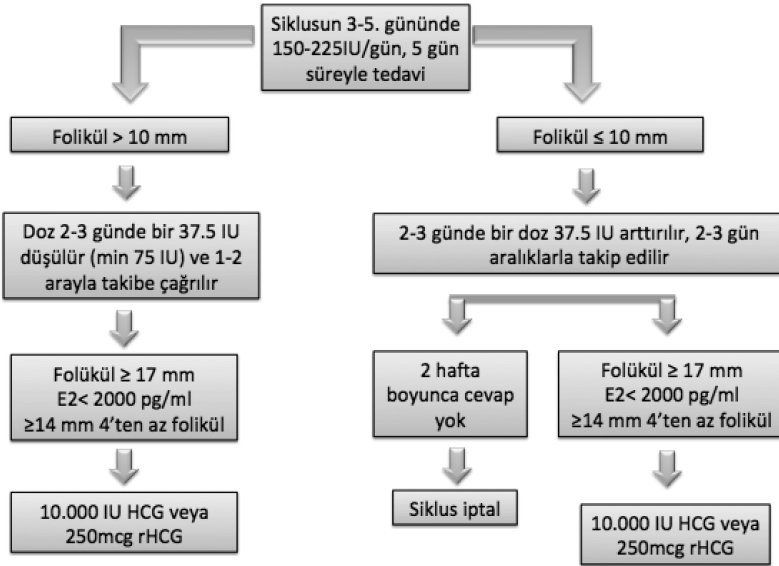 Siklusun 3-5. gününde
150-225IU/gün, 5 gün
süreyle tedavi
Folikül > 10 mm
Folikül ≤ 10 mm
Doz 2-3 günde bir 37.5 IU
düşülür (min 75 IU) ve 1-2
arayla takibe çağrılır
2-3 günde bir doz 37.5 IU arttırılır, 2-3 gün
aralıklarla takip edilir
Folükül ≥ 17 mm
E2< 2000 pg/ml
≥14 mm 4’ten az folikül
2 hafta
boyunca cevap
yok
Folükül ≥ 17 mm
E2< 2000 pg/ml
≥14 mm 4’ten az folikül
10.000 IU HCG veya
250mcg rHCG
Siklus iptal
10.000 IU HCG veya
250mcg rHCG